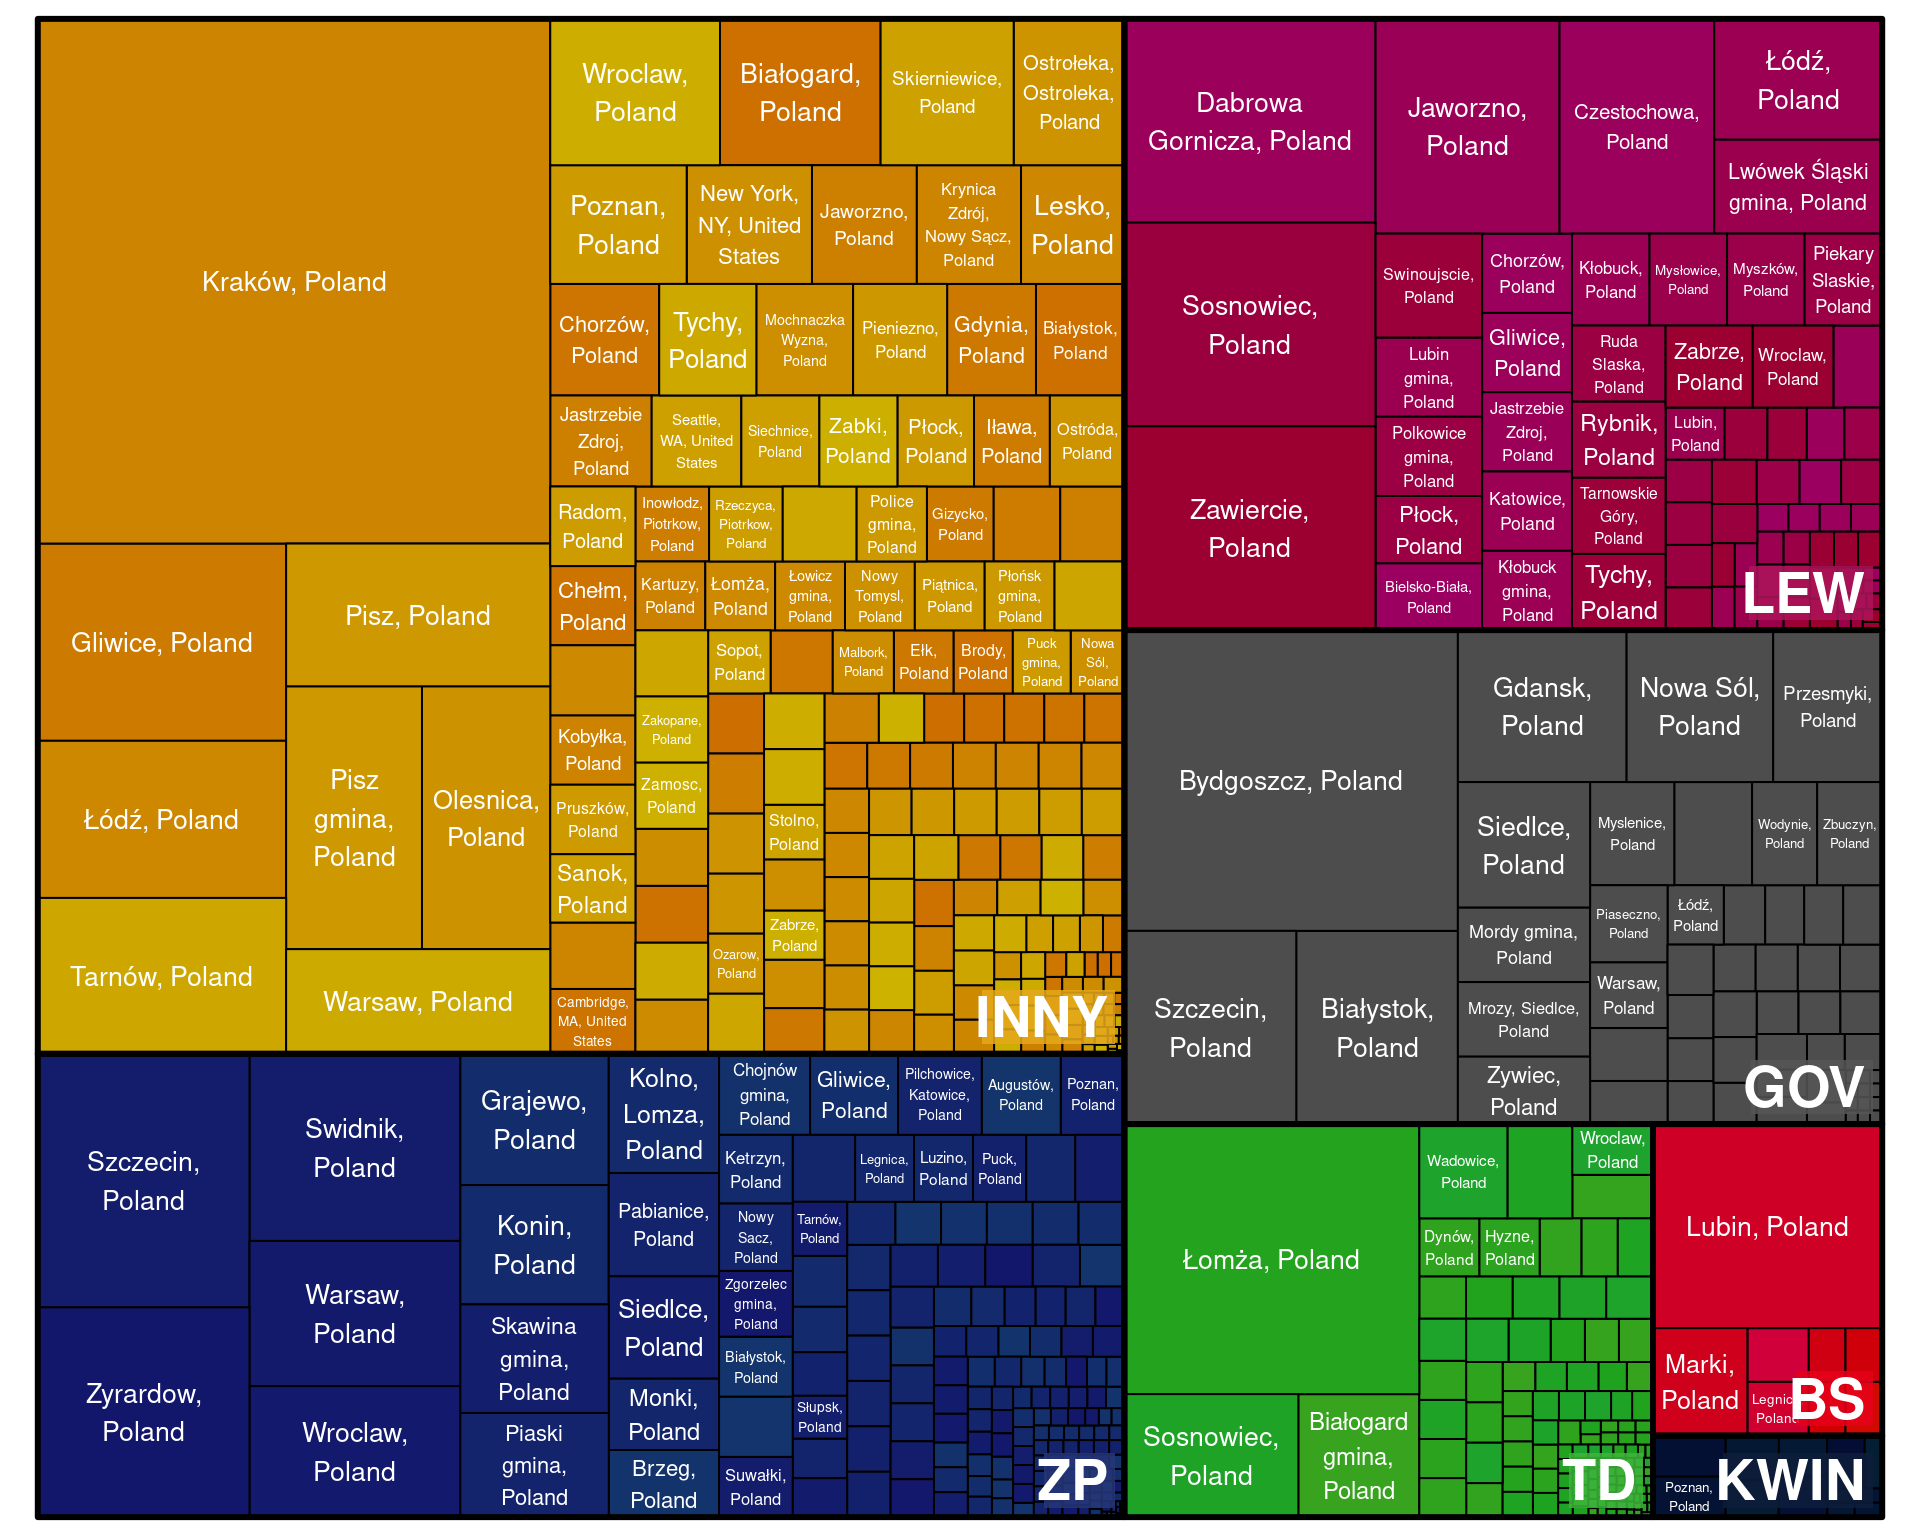 Kraków, Poland
Gliwice, Poland
Łódź, Poland
Tarnów, Poland
Pisz, Poland
Pisz
gmina,
Poland
Olesnica,
Poland
Warsaw, Poland
Wroclaw,
Poland
Białogard,
Poland
Skierniewice,
Poland
Ostrołeka,
Ostroleka,
Poland
Poznan,
Poland
New York,
NY, United
States
Jaworzno,
Poland
Krynica
Zdrój,
Nowy Sącz,
Poland
Lesko,
Poland
Chorzów,
Poland
Tychy,
Poland
Mochnaczka
Wyzna,
Poland
Pieniezno,
Poland
Gdynia,
Poland
Białystok,
Poland
Jastrzebie
Zdroj,
Poland
Seattle,
WA, United
States
Siechnice,
Poland
Zabki,
Poland
Płock,
Poland
Iława,
Poland
Ostróda,
Poland
Radom,
Poland
Inowłodz,
Piotrkow,
Poland
Rzeczyca,
Piotrkow,
Poland
Police
gmina,
Poland
Gizycko,
Poland
Chełm,
Poland
Kartuzy,
Poland
Łomża,
Poland
Łowicz
gmina,
Poland
Nowy
Tomysl,
Poland
Piątnica,
Poland
Płońsk
gmina,
Poland
Sopot,
Poland
Malbork,
Poland
Ełk,
Poland
Brody,
Poland
Puck
gmina,
Poland
Nowa
Sól,
Poland
Kobyłka,
Poland
Zakopane,
Poland
Pruszków,
Poland
Zamosc,
Poland
Stolno,
Poland
Sanok,
Poland
Zabrze,
Poland
Ozarow,
Poland
Cambridge,
MA, United
States
INNY
Dabrowa
Gornicza, Poland
Sosnowiec,
Poland
Zawiercie,
Poland
Jaworzno,
Poland
Czestochowa,
Poland
Łódź,
Poland
Lwówek Śląski
gmina, Poland
Swinoujscie,
Poland
Chorzów,
Poland
Kłobuck,
Poland
Mysłowice,
Poland
Myszków,
Poland
Piekary
Slaskie,
Poland
Lubin
gmina,
Poland
Gliwice,
Poland
Ruda
Slaska,
Poland
Zabrze,
Poland
Wroclaw,
Poland
Polkowice
gmina,
Poland
Jastrzebie
Zdroj,
Poland
Rybnik,
Poland
Lubin,
Poland
Płock,
Poland
Katowice,
Poland
Tarnowskie
Góry,
Poland
Bielsko-Biała,
Poland
Kłobuck
gmina,
Poland
Tychy,
Poland
LEW
Bydgoszcz, Poland
Szczecin,
Poland
Białystok,
Poland
Gdansk,
Poland
Nowa Sól,
Poland
Przesmyki,
Poland
Siedlce,
Poland
Myslenice,
Poland
Wodynie,
Poland
Zbuczyn,
Poland
Mordy gmina,
Poland
Piaseczno,
Poland
Łódź,
Poland
Mrozy, Siedlce,
Poland
Warsaw,
Poland
Zywiec,
Poland
GOV
Szczecin,
Poland
Zyrardow,
Poland
Swidnik,
Poland
Warsaw,
Poland
Wroclaw,
Poland
Grajewo,
Poland
Konin,
Poland
Skawina
gmina,
Poland
Piaski
gmina,
Poland
Kolno,
Lomza,
Poland
Pabianice,
Poland
Siedlce,
Poland
Monki,
Poland
Brzeg,
Poland
Chojnów
gmina,
Poland
Gliwice,
Poland
Pilchowice,
Katowice,
Poland
Augustów,
Poland
Poznan,
Poland
Ketrzyn,
Poland
Legnica,
Poland
Luzino,
Poland
Puck,
Poland
Nowy
Sacz,
Poland
Tarnów,
Poland
Zgorzelec
gmina,
Poland
Białystok,
Poland
Słupsk,
Poland
Suwałki,
Poland
ZP
Łomża, Poland
Sosnowiec,
Poland
Białogard
gmina,
Poland
Wadowice,
Poland
Wroclaw,
Poland
Dynów,
Poland
Hyzne,
Poland
TD
Lubin, Poland
Marki,
Poland
BS
Poznan,
Poland
KWIN